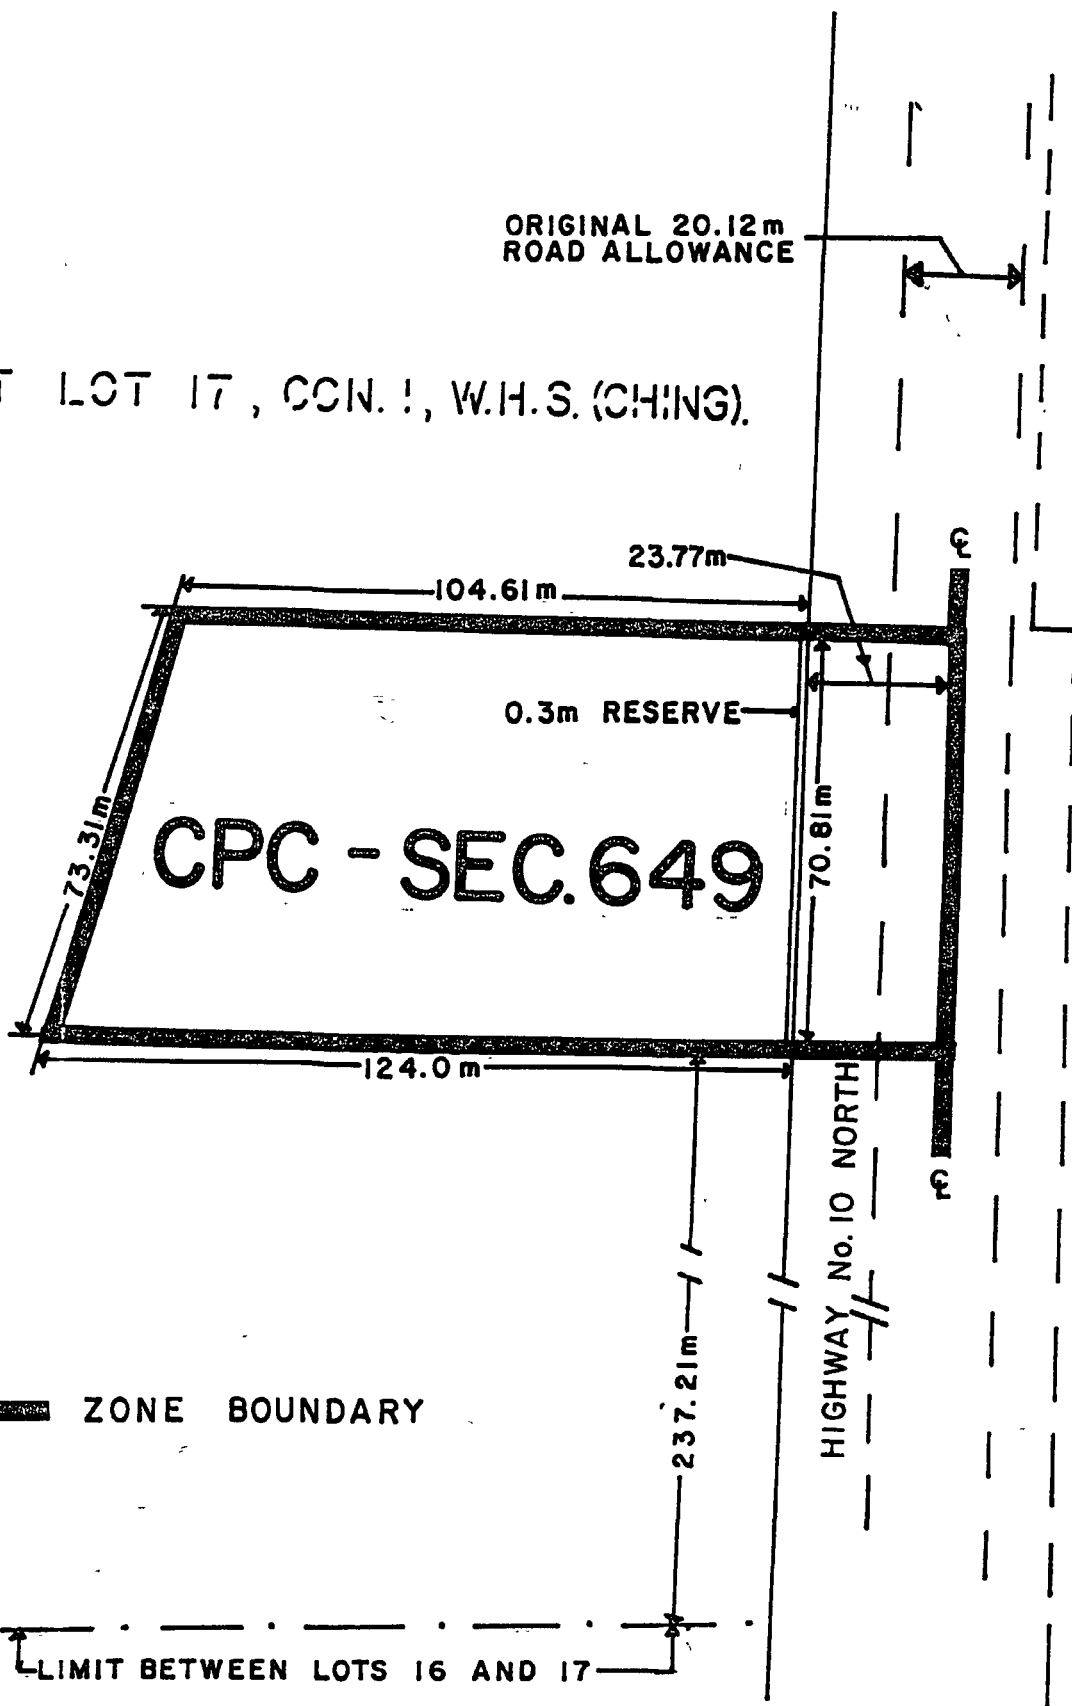 ORIGINAL 20.12m
ROAD ALLOWANCE
LOT 17, CON. 1, W.H.S. (CHING).
23.77m
104.61m
0.3m RESERVE
73.31m
CPC - SEC. 649
70.81m
124.0m
HIGHWAY No. 10 NORTH
237.21m
ZONE BOUNDARY
LIMIT BETWEEN LOTS 16 AND 17